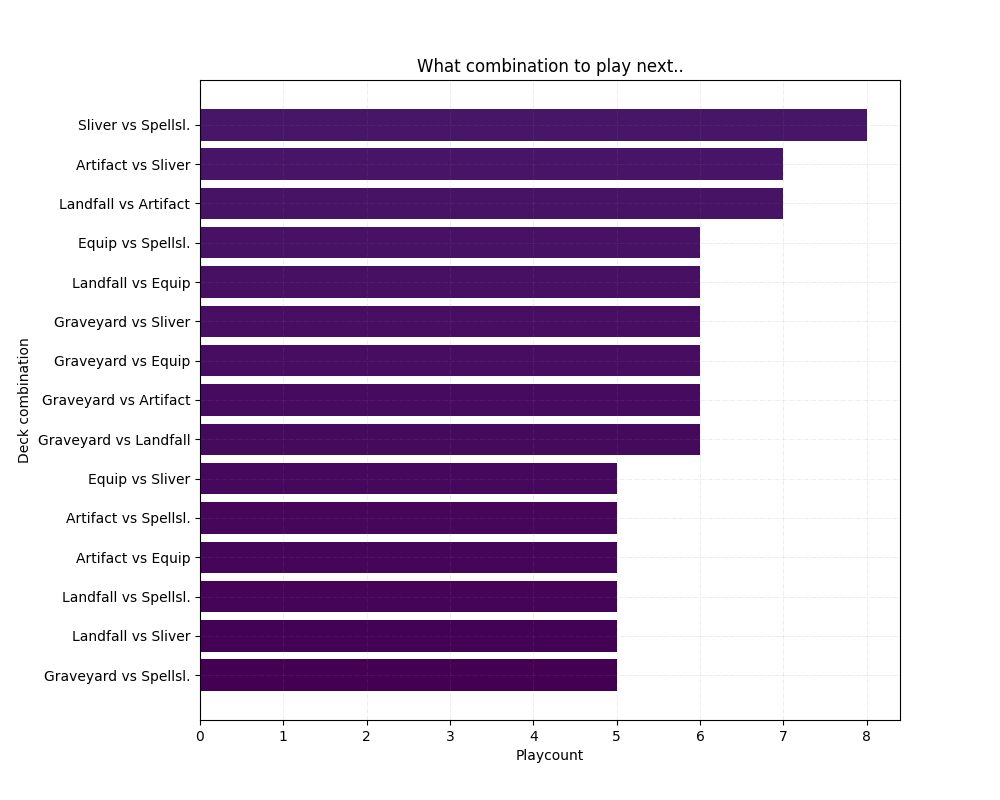 What combination to play next..
Deck combination
Sliver vs Spellsl.
Artifact vs Sliver
Landfall vs Artifact
Equip vs Spellsl.
Landfall vs Equip
Graveyard vs Sliver
Graveyard vs Equip
Graveyard vs Artifact
Graveyard vs Landfall
Equip vs Sliver
Artifact vs Spellsl.
Artifact vs Equip
Landfall vs Spellsl.
Landfall vs Sliver
Graveyard vs Spellsl.
0 1 2 3 4 5 6 7 8
Playcount